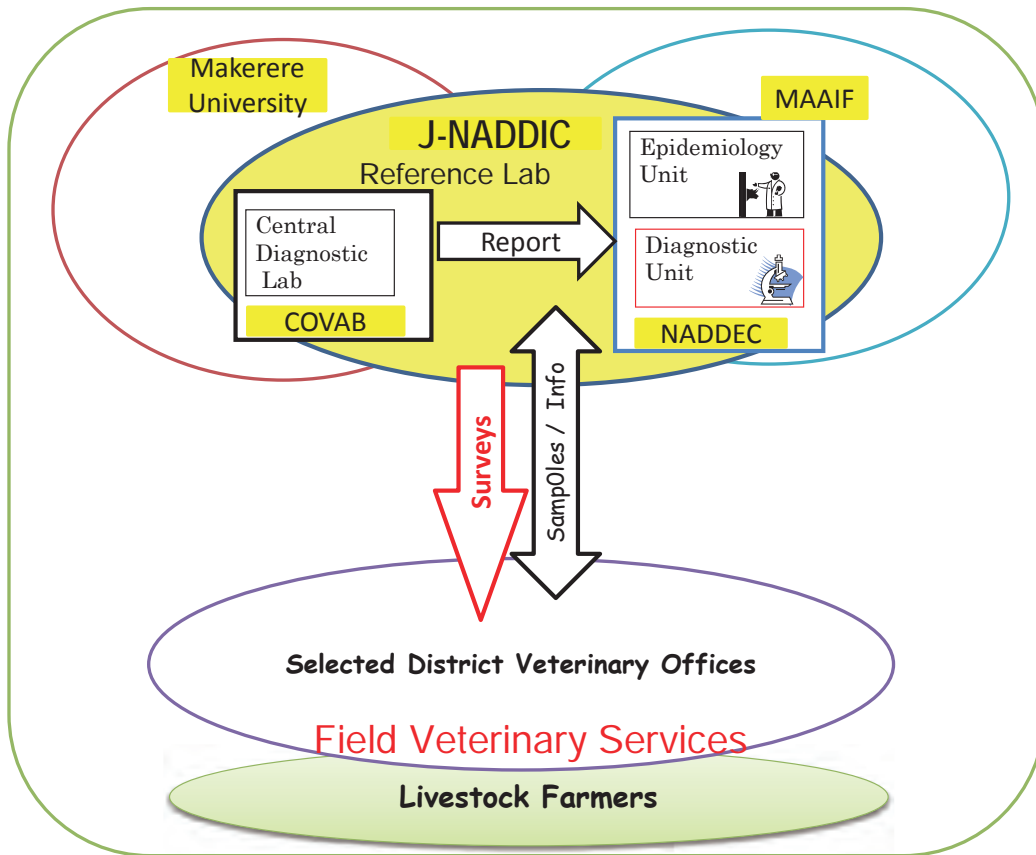 Makerere
University
MAAIF
J-NADDIC
Reference Lab
Epidemiology
Unit
Central
Diagnostic
Lab
Report
Diagnostic
Unit
COVAB
NADDEC
Surveys
Samp0les / Info
Selected District Veterinary Offices
Field Veterinary Services
Livestock Farmers